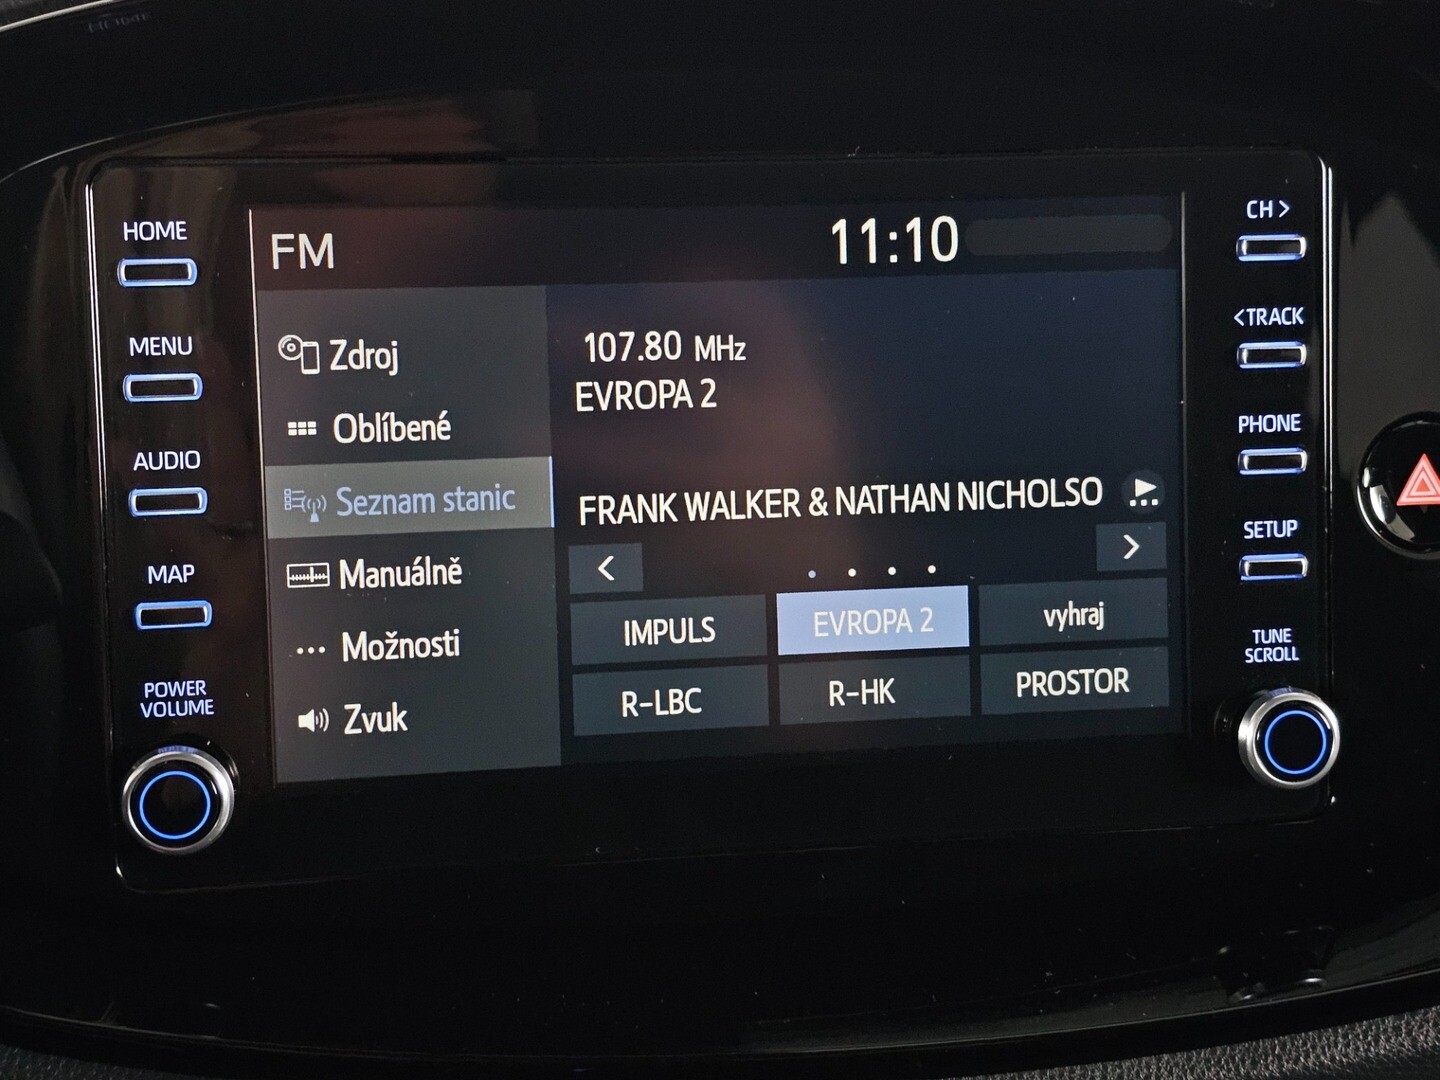 HOME
MENU
AUDIO
MAP
POWER
VOLUME
FM
11:10
Zdroj
Oblíbené
Seznam stanic
Manuálně
Možnosti
Zvuk
107.80 MHz
EVROPA 2
FRANK WALKER & NATHAN NICHOLSO
< >
IMPULS EVROPA 2 vyhraj
R-LBC R-HK PROSTOR
CH >
<TRACK
PHONE
SETUP
TUNE
SCROLL